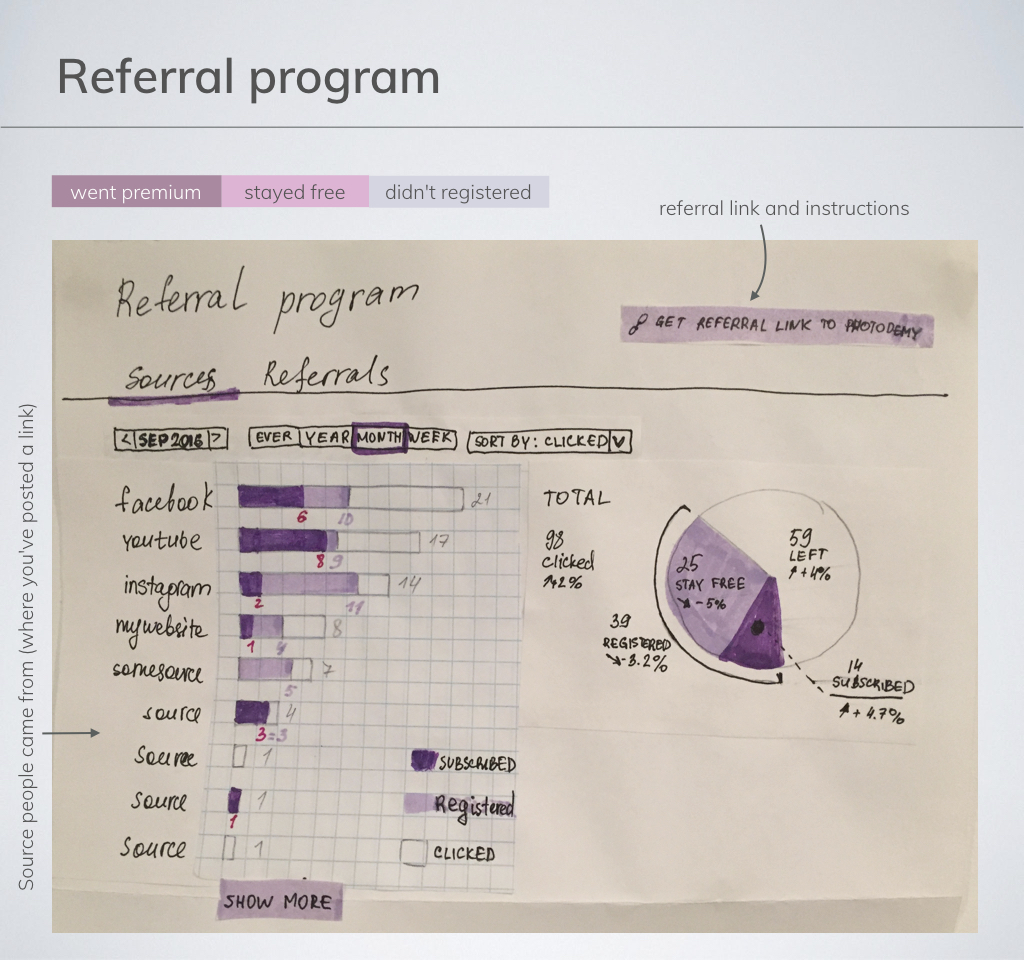 Referral program
went premium
stayed free
didn't registered
referral link and instructions
Source people came from (where you've posted a link)
Referral program
GET REFERRAL LINK TO PHOTODEMY
Sources Referrals
< SEP 2016 >
EVER YEAR MONTH WEEK
SORT BY: CLICKED
facebook 21
6 10
youtube 17
8 9
instagram 14
2 11
mywebsite 8
1 4
somesource 7
5
source 4
3=3
Source 1
Source 1
1
Source 1
SUBSCRIBED
Registered
CLICKED
SHOW MORE
TOTAL
98
clicked
↗2%
59
LEFT
↗+4%
25
STAY FREE
↘-5%
39
REGISTERED
↘-3.2%
14
SUBSCRIBED
↗+4.7%